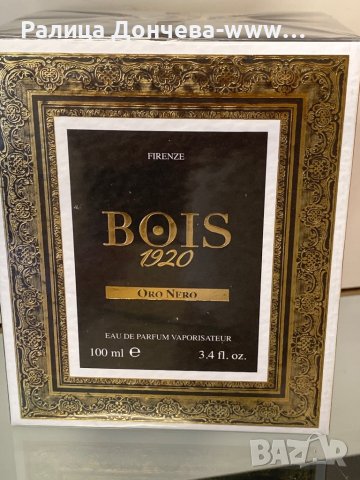 Ралица Дончева-www...
FIRENZE
BOIS
1920
ORO NERO
EAU DE PARFUM VAPORISATEUR
100 ml ℮ 3.4 fl. oz.
BAZAR